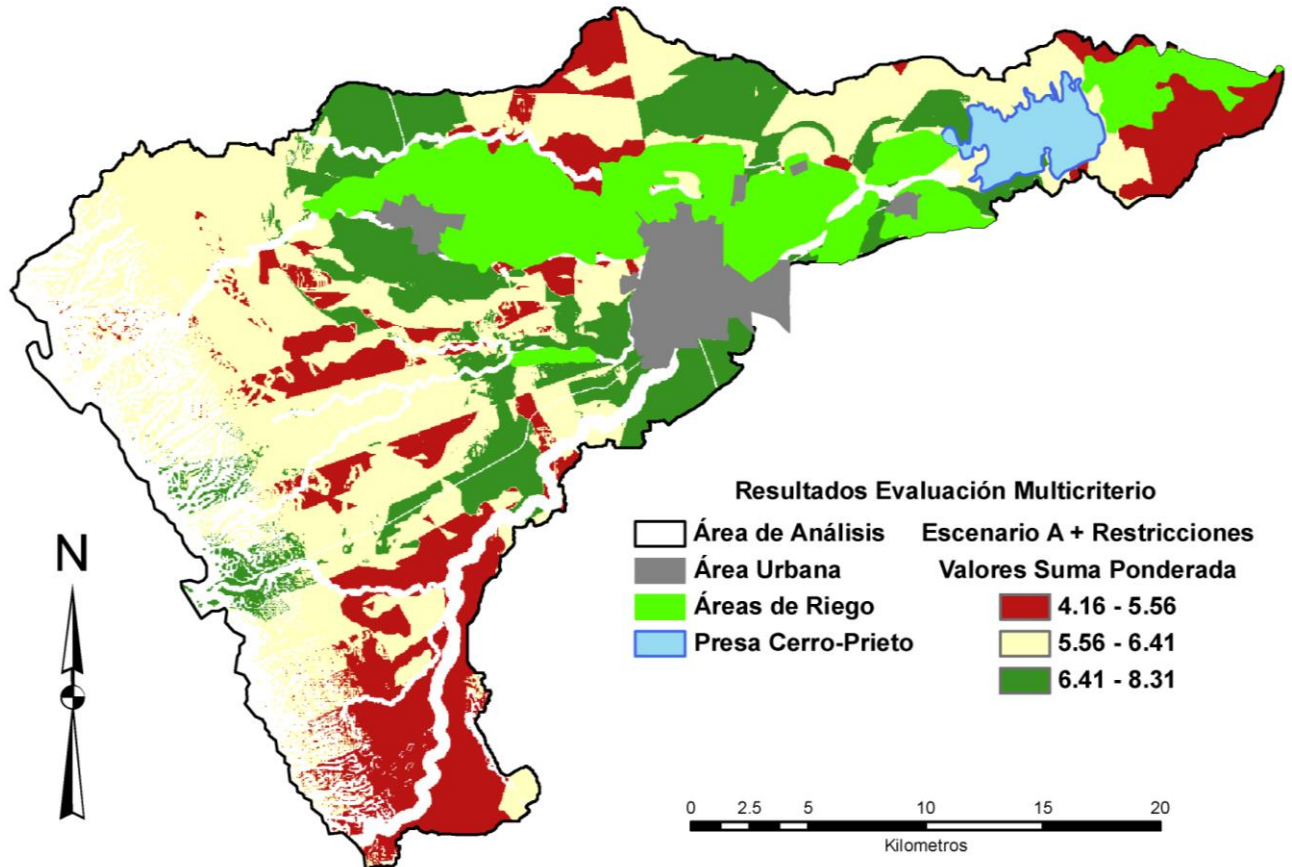 Resultados Evaluación Multicriterio
Área de Análisis
Área Urbana
Áreas de Riego
Presa Cerro-Prieto
Escenario A + Restricciones
Valores Suma Ponderada
4.16 - 5.56
5.56 - 6.41
6.41 - 8.31
N
0 2.5 5 10 15 20
Kilometros